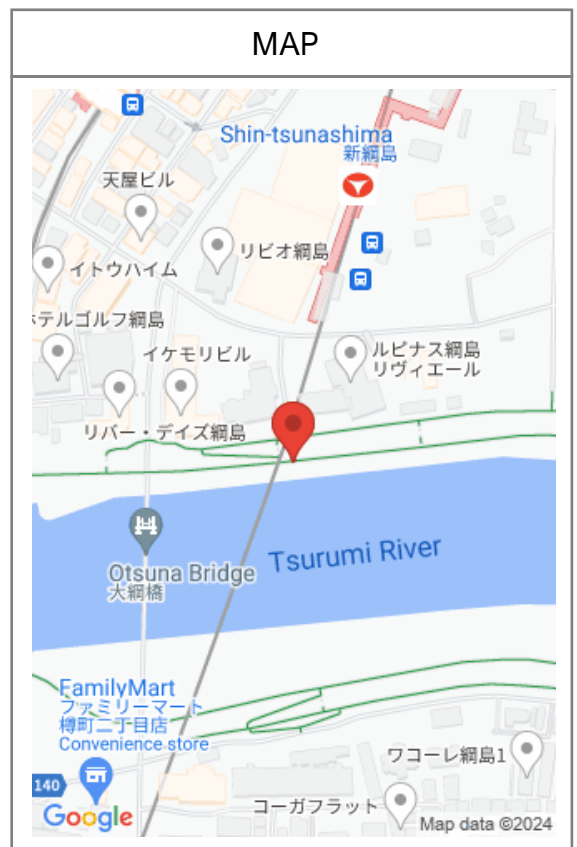 MAP
Shin-tsunashima
新綱島
天屋ビル
リビオ綱島
イトウハイム
ホテルゴルフ綱島
イケモリビル
ルピナス綱島
リヴィエール
リバー・デイズ綱島
Tsurumi River
Otsuna Bridge
大綱橋
FamilyMart
ファミリーマート
樽町二丁目店
Convenience store
ワコーレ綱島1
140
コーガフラット
Google
Map data ©2024